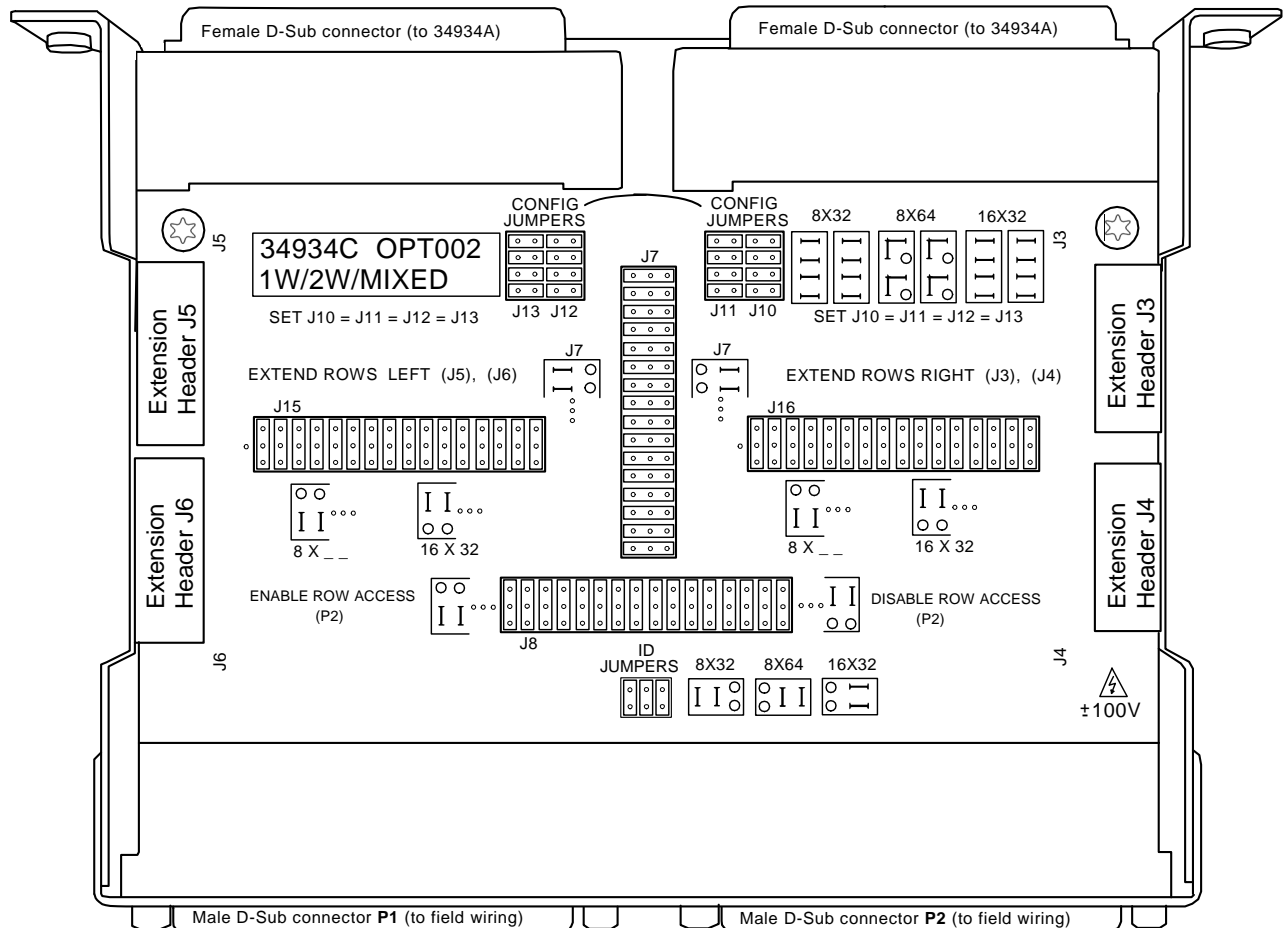 Female D-Sub connector (to 34934A)
Female D-Sub connector (to 34934A)
CONFIG
JUMPERS
CONFIG
JUMPERS
8X32
8X64
16X32
J5
34934C OPT002
1W/2W/MIXED
J7
J3
J13 J12
J11 J10
SET J10 = J11 = J12 = J13
SET J10 = J11 = J12 = J13
Extension
Header J5
Extension
Header J3
J7
J7
EXTEND ROWS LEFT (J5), (J6)
EXTEND ROWS RIGHT (J3), (J4)
J15
J16
Extension
Header J6
Extension
Header J4
8 X _ _
16 X 32
8 X _ _
16 X 32
ENABLE ROW ACCESS
(P2)
DISABLE ROW ACCESS
(P2)
J8
J6
J4
ID
JUMPERS
8X32
8X64
16X32
±100V
Male D-Sub connector P1 (to field wiring)
Male D-Sub connector P2 (to field wiring)